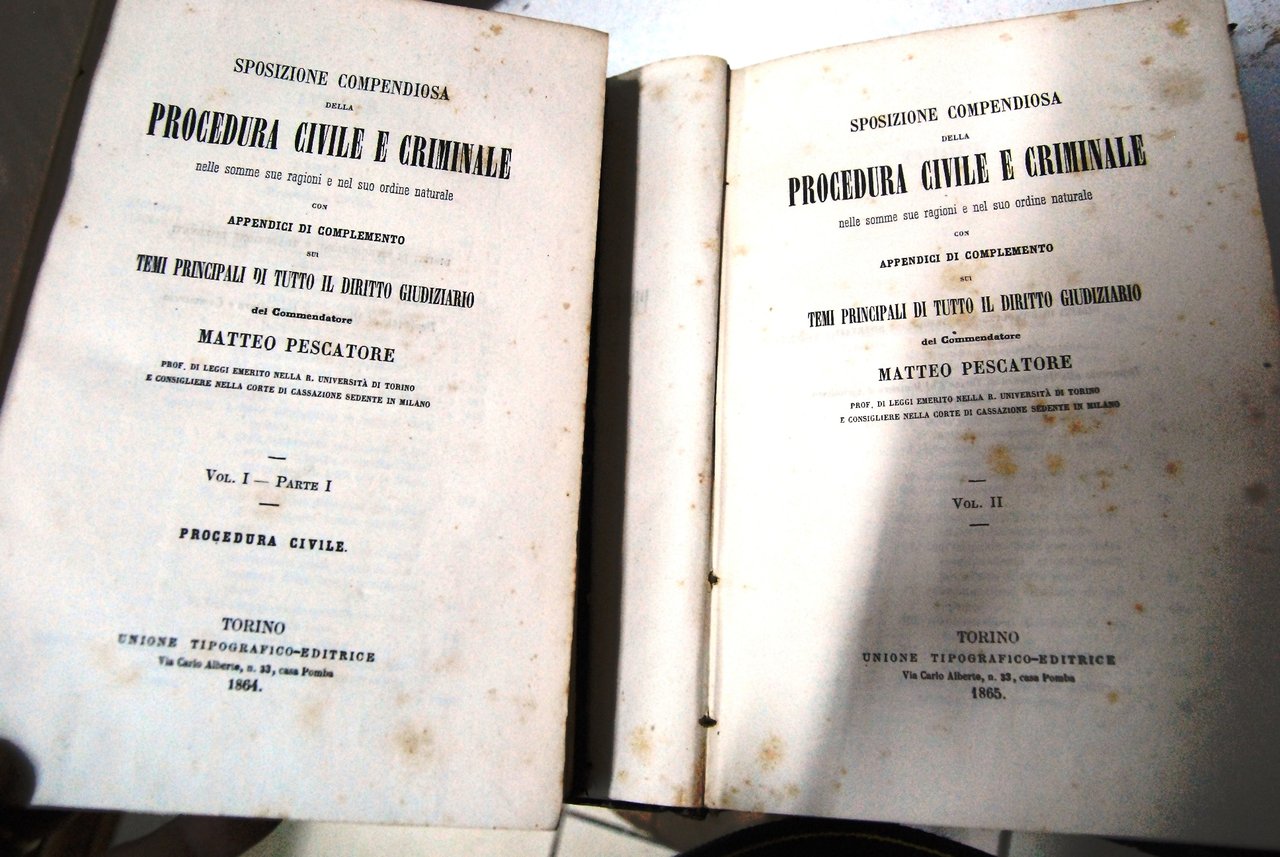 SPOSIZIONE COMPENDIOSA
DELLA
PROCEDURA CIVILE E CRIMINALE
nelle somme sue ragioni e nel suo ordine naturale
CON
APPENDICI DI COMPLEMENTO
SUI
TEMI PRINCIPALI DI TUTTO IL DIRITTO GIUDIZIARIO
del Commendatore
MATTEO PESCATORE
PROF. DI LEGGI EMERITO NELLA R. UNIVERSITÀ DI TORINO
E CONSIGLIERE NELLA CORTE DI CASSAZIONE SEDENTE IN MILANO
VOL. I — PARTE I
PROCEDURA CIVILE.
TORINO
UNIONE TIPOGRAFICO-EDITRICE
Via Carlo Alberto, n. 33, casa Pomba
1864.
SPOSIZIONE COMPENDIOSA
DELLA
PROCEDURA CIVILE E CRIMINALE
nelle somme sue ragioni e nel suo ordine naturale
CON
APPENDICI DI COMPLEMENTO
SUI
TEMI PRINCIPALI DI TUTTO IL DIRITTO GIUDIZIARIO
del Commendatore
MATTEO PESCATORE
PROF. DI LEGGI EMERITO NELLA R. UNIVERSITÀ DI TORINO
E CONSIGLIERE NELLA CORTE DI CASSAZIONE SEDENTE IN MILANO
VOL. II
TORINO
UNIONE TIPOGRAFICO-EDITRICE
Via Carlo Alberto, n. 33, casa Pomba
1865.